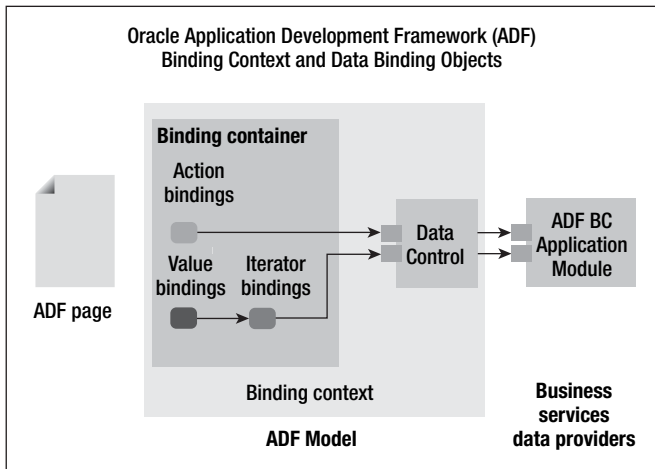 Oracle Application Development Framework (ADF)
Binding Context and Data Binding Objects
Binding container
Action
bindings
Value
bindings
Iterator
bindings
Data
Control
ADF BC
Application
Module
ADF page
Binding context
ADF Model
Business
services
data providers